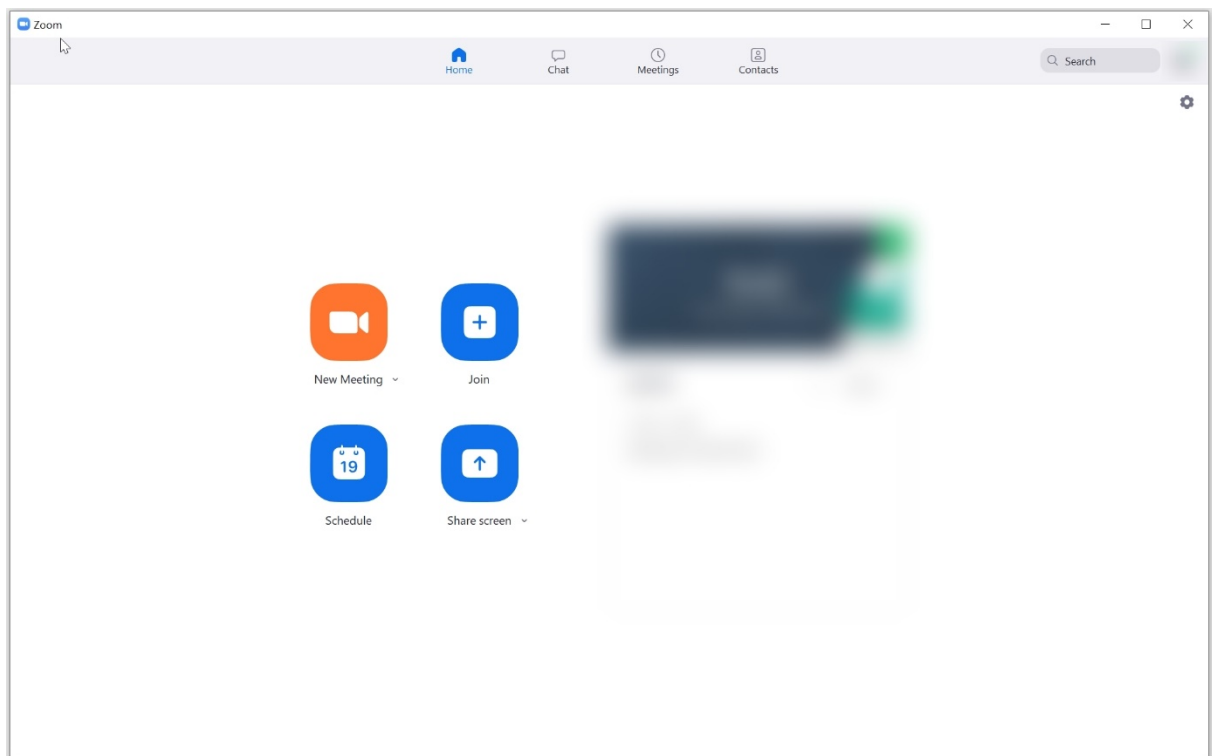 Zoom
Home
Chat
Meetings
Contacts
Search
New Meeting
Join
19
Schedule
Share screen